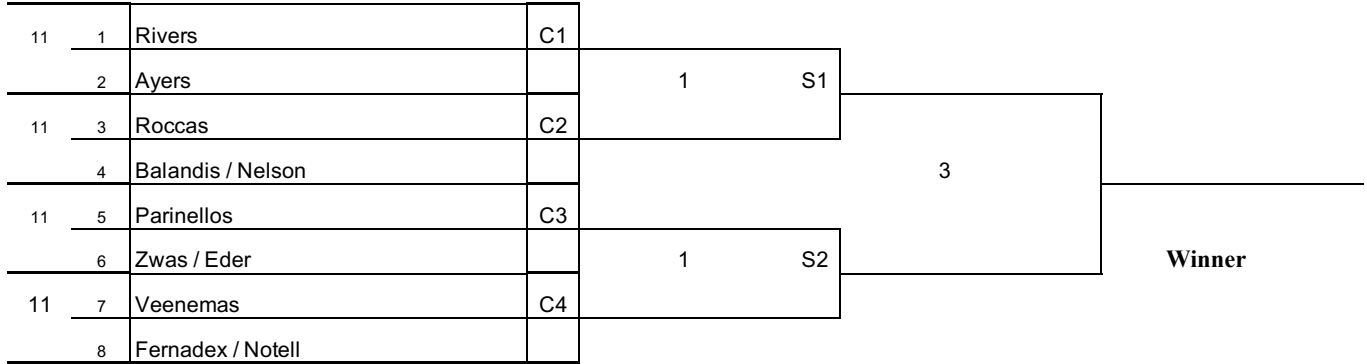 11 1 Rivers C1
2 Ayers 1 S1
11 3 Roccas C2
4 Balandis / Nelson 3
11 5 Parinellos C3
6 Zwas / Eder 1 S2 Winner
11 7 Veenemas C4
8 Fernadex / Notell